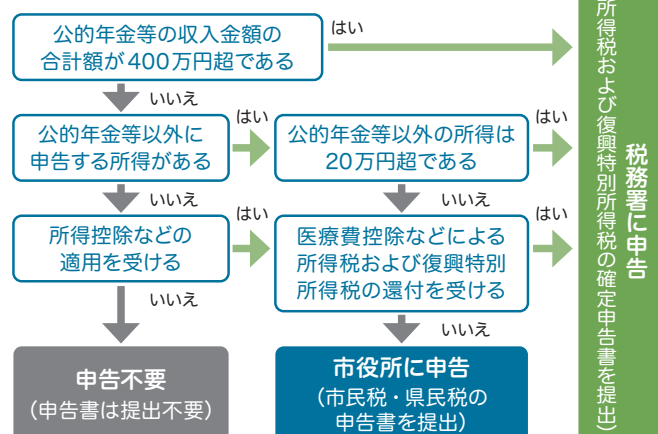 公的年金等の収入金額の
合計額が400万円超である
はい
いいえ
公的年金等以外に
申告する所得がある
はい
公的年金等以外の所得は
20万円超である
はい
いいえ
いいえ
所得控除などの
適用を受ける
はい
医療費控除などによる
所得税および復興特別
所得税の還付を受ける
はい
いいえ
いいえ
申告不要
（申告書は提出不要）
市役所に申告
（市民税・県民税の
申告書を提出）
税務署に申告
所得税および復興特別所得税の確定申告書を提出）